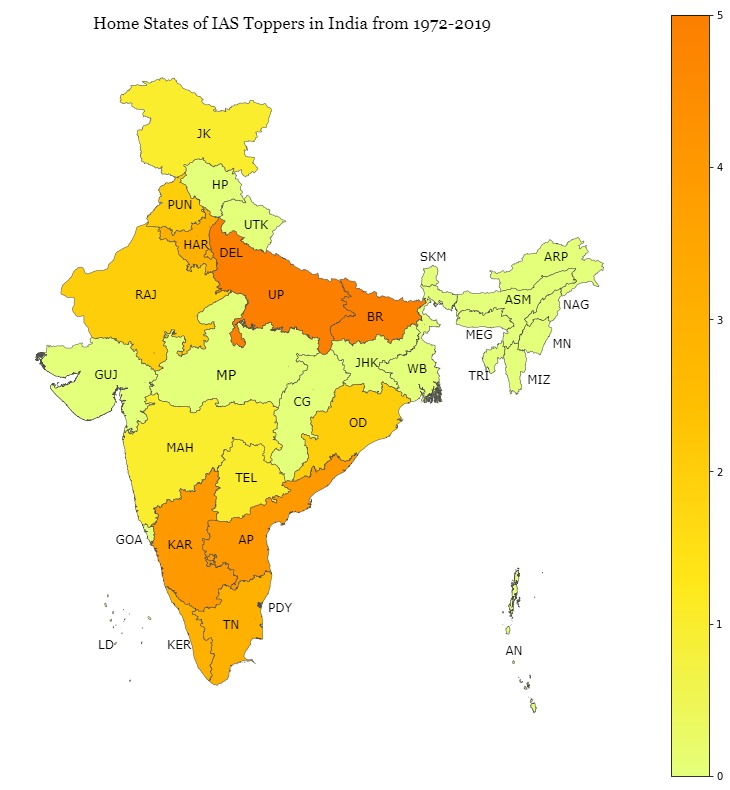 Home States of IAS Toppers in India from 1972-2019
5
JK
4
HP
PUN
UTK
HAR
DEL
SKM
ARP
RAJ
UP
ASM
NAG
BR
3
MEG
MN
JHK
WB
GUJ
MP
TRI
MIZ
CG
OD
MAH
2
TEL
GOA
KAR
AP
PDY
TN
1
LD
KER
AN
0